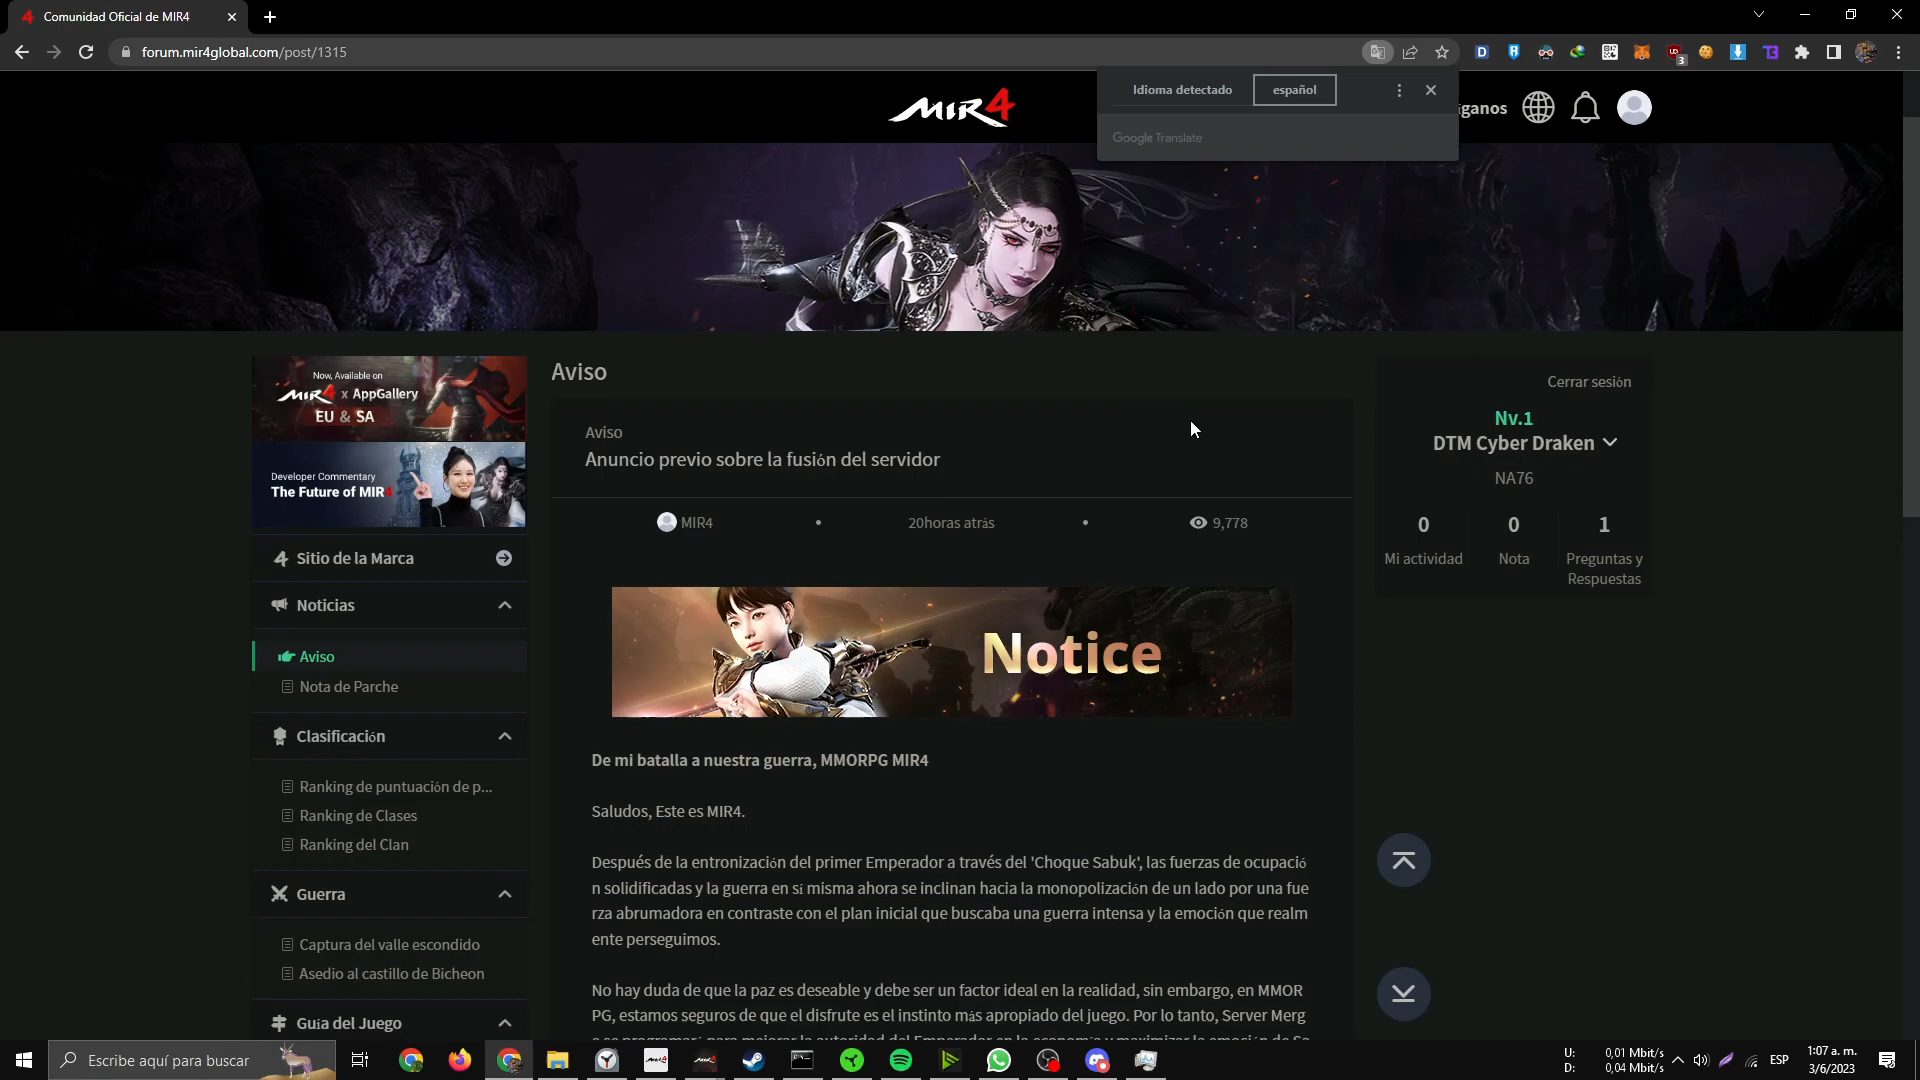 Comunidad Oficial de MIR4
forum.mir4global.com/post/1315
Idioma detectado
español
Google Translate
MIR4
ganos
Now, Available on
MIR4 x AppGallery
EU & SA
Developer Commentary
The Future of MIR4
Sitio de la Marca
Noticias
Aviso
Nota de Parche
Clasificación
Ranking de puntuación de p...
Ranking de Clases
Ranking del Clan
Guerra
Captura del valle escondido
Asedio al castillo de Bicheon
Guía del Juego
Aviso
Aviso
Anuncio previo sobre la fusión del servidor
MIR4 • 20horas atrás • 9,778
Notice
De mi batalla a nuestra guerra, MMORPG MIR4
Saludos, Este es MIR4.
Después de la entronización del primer Emperador a través del 'Choque Sabuk', las fuerzas de ocupació
n solidificadas y la guerra en sí misma ahora se inclinan hacia la monopolización de un lado por una fue
rza abrumadora en contraste con el plan inicial que buscaba una guerra intensa y la emoción que realm
ente perseguimos.
No hay duda de que la paz es deseable y debe ser un factor ideal en la realidad, sin embargo, en MMOR
PG, estamos seguros de que el disfrute es el instinto más apropiado del juego. Por lo tanto, Server Merg
Cerrar sesión
Nv.1
DTM Cyber Draken
NA76
0 0 1
Mi actividad Nota Preguntas y
Respuestas
Escribe aquí para buscar
U: 0,01 Mbit/s
D: 0,04 Mbit/s
ESP
1:07 a. m.
3/6/2023